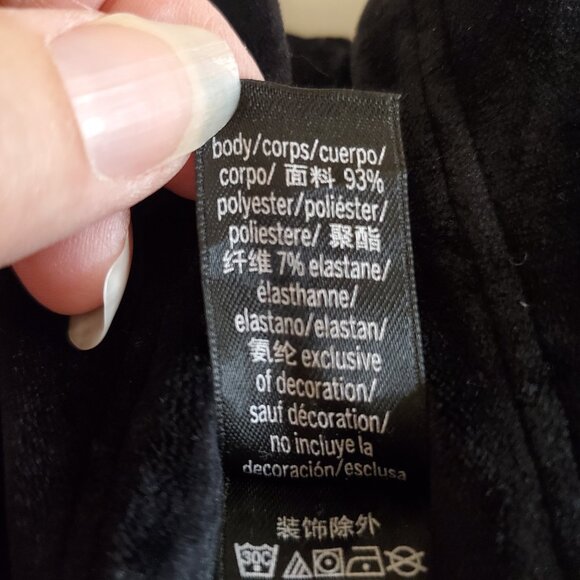 body/corps/cuerpo/
corpo/ 面料 93%
polyester/poliéster/
poliestere/ 聚酯
纤维 7% elastane/
élasthanne/
elastano/elastan/
氨纶 exclusive
of decoration/
sauf décoration/
no incluye la
decoración/esclusa
装饰除外
30C